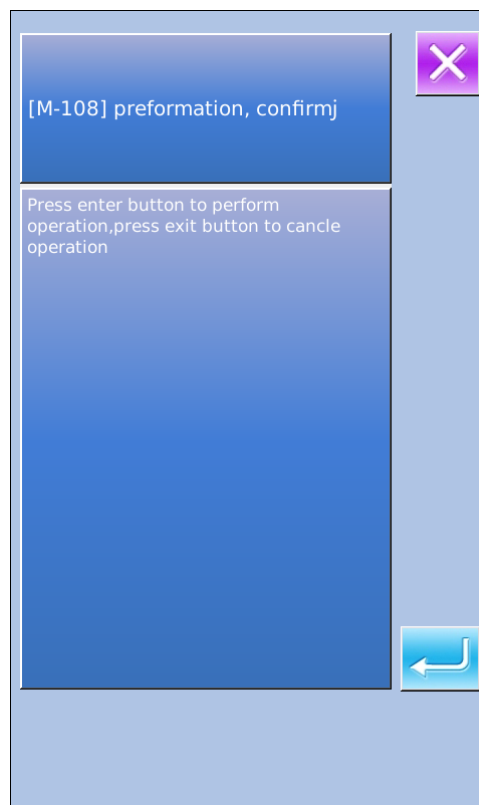 [M-108] preformation, confirmj
Press enter button to perform
operation,press exit button to cancle
operation